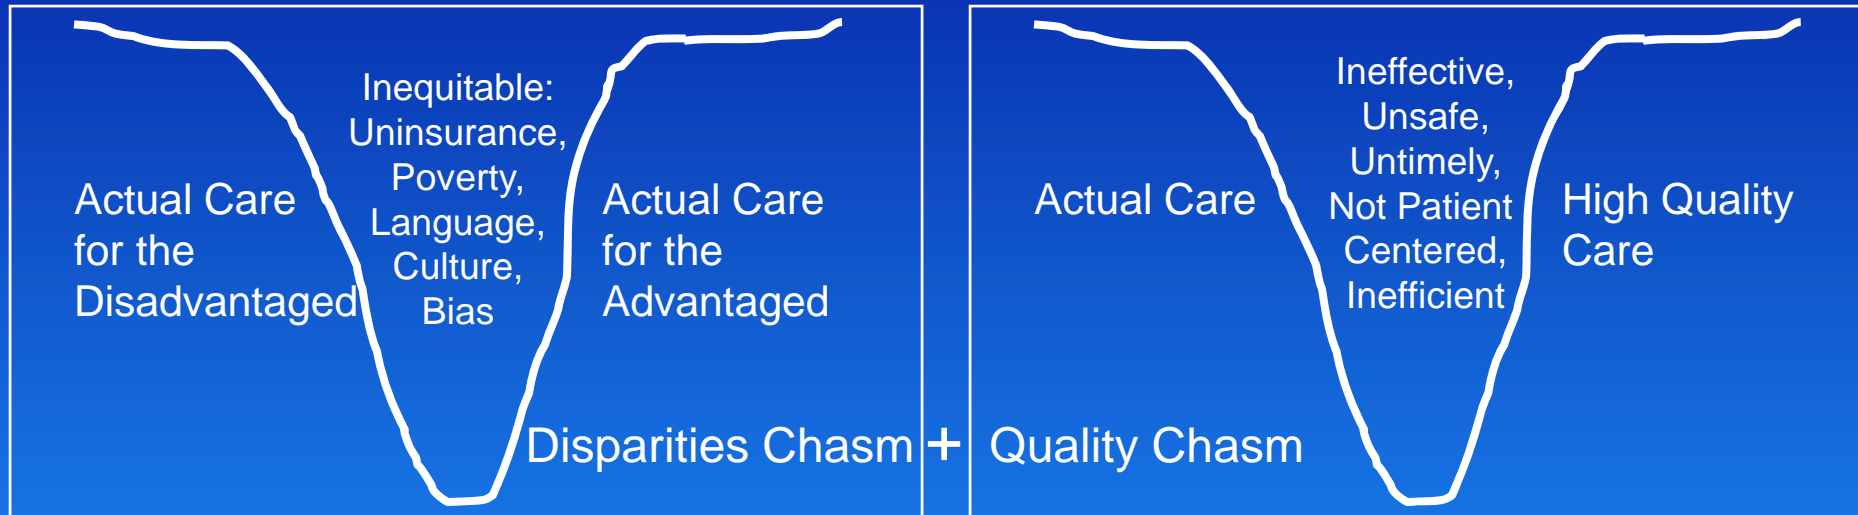 Inequitable:
Uninsurance,
Poverty,
Language,
Culture,
Bias
Actual Care
for the
Disadvantaged
Actual Care
for the
Advantaged
Disparities Chasm
+
Ineffective,
Unsafe,
Untimely,
Not Patient
Centered,
Inefficient
Actual Care
High Quality
Care
Quality Chasm